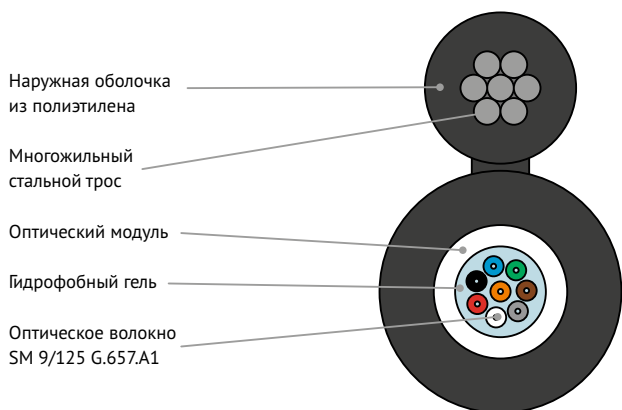 Наружная оболочка
из полиэтилена
Многожильный
стальной трос
Оптический модуль
Гидрофобный гель
Оптическое волокно
SM 9/125 G.657.A1